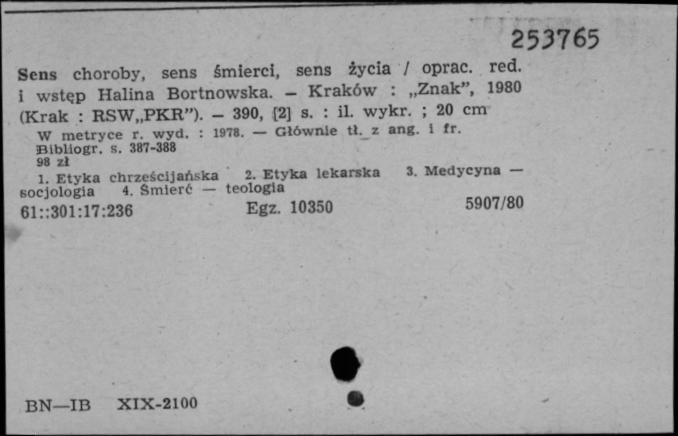 253765
Sens choroby, sens śmierci, sens życia / oprac. red.
i wstęp Halina Bortnowska. — Kraków : „Znak”, 1980
(Krak : RSW„PKR”). — 390, [2] s. : il. wykr. ; 20 cm
W metryce r. wyd. : 1978. — Głównie tł. z ang. i fr.
Bibliogr. s. 387-388
98 zł
1. Etyka chrześcijańska 2. Etyka lekarska 3. Medycyna —
socjologia 4. Śmierć — teologia
61::301:17:236 Egz. 10350 5907/80
BN—IB XIX-2100